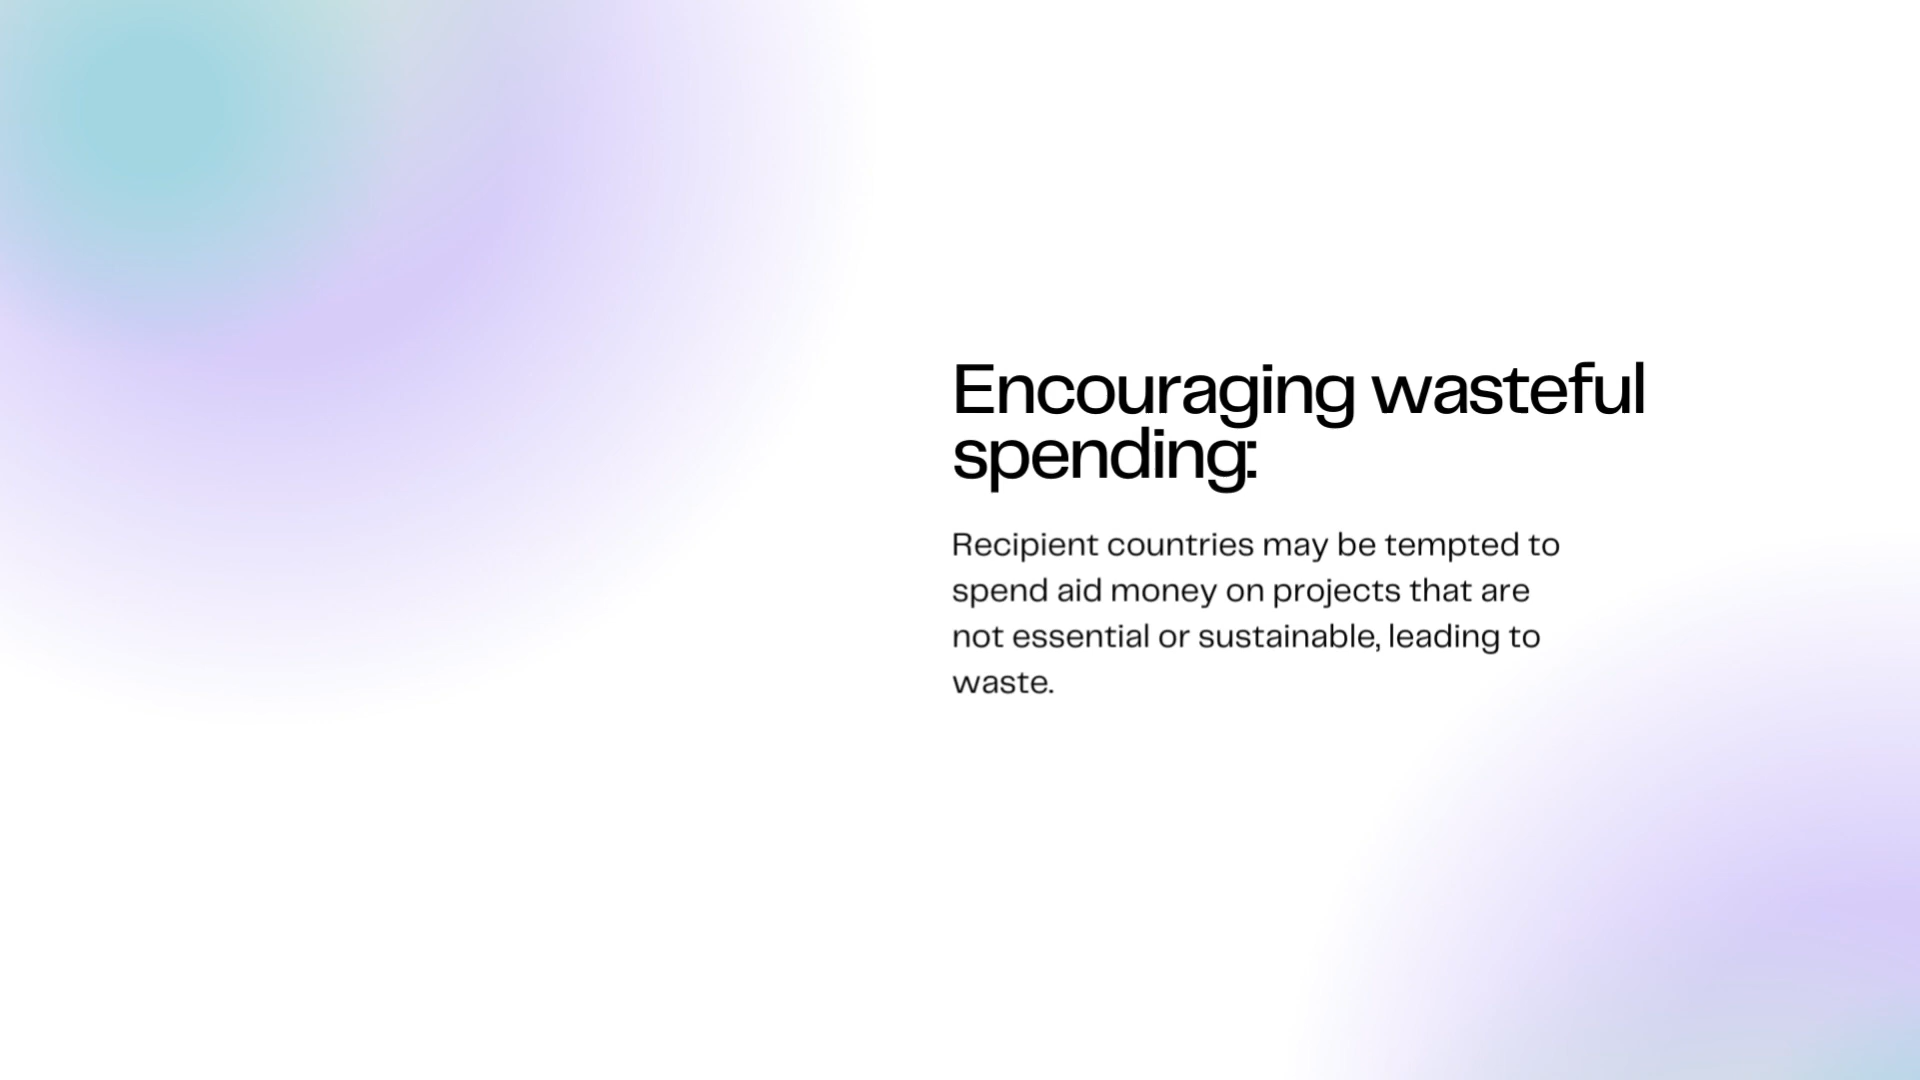 Encouraging wasteful
spending:
Recipient countries may be tempted to
spend aid money on projects that are
not essential or sustainable, leading to
waste.